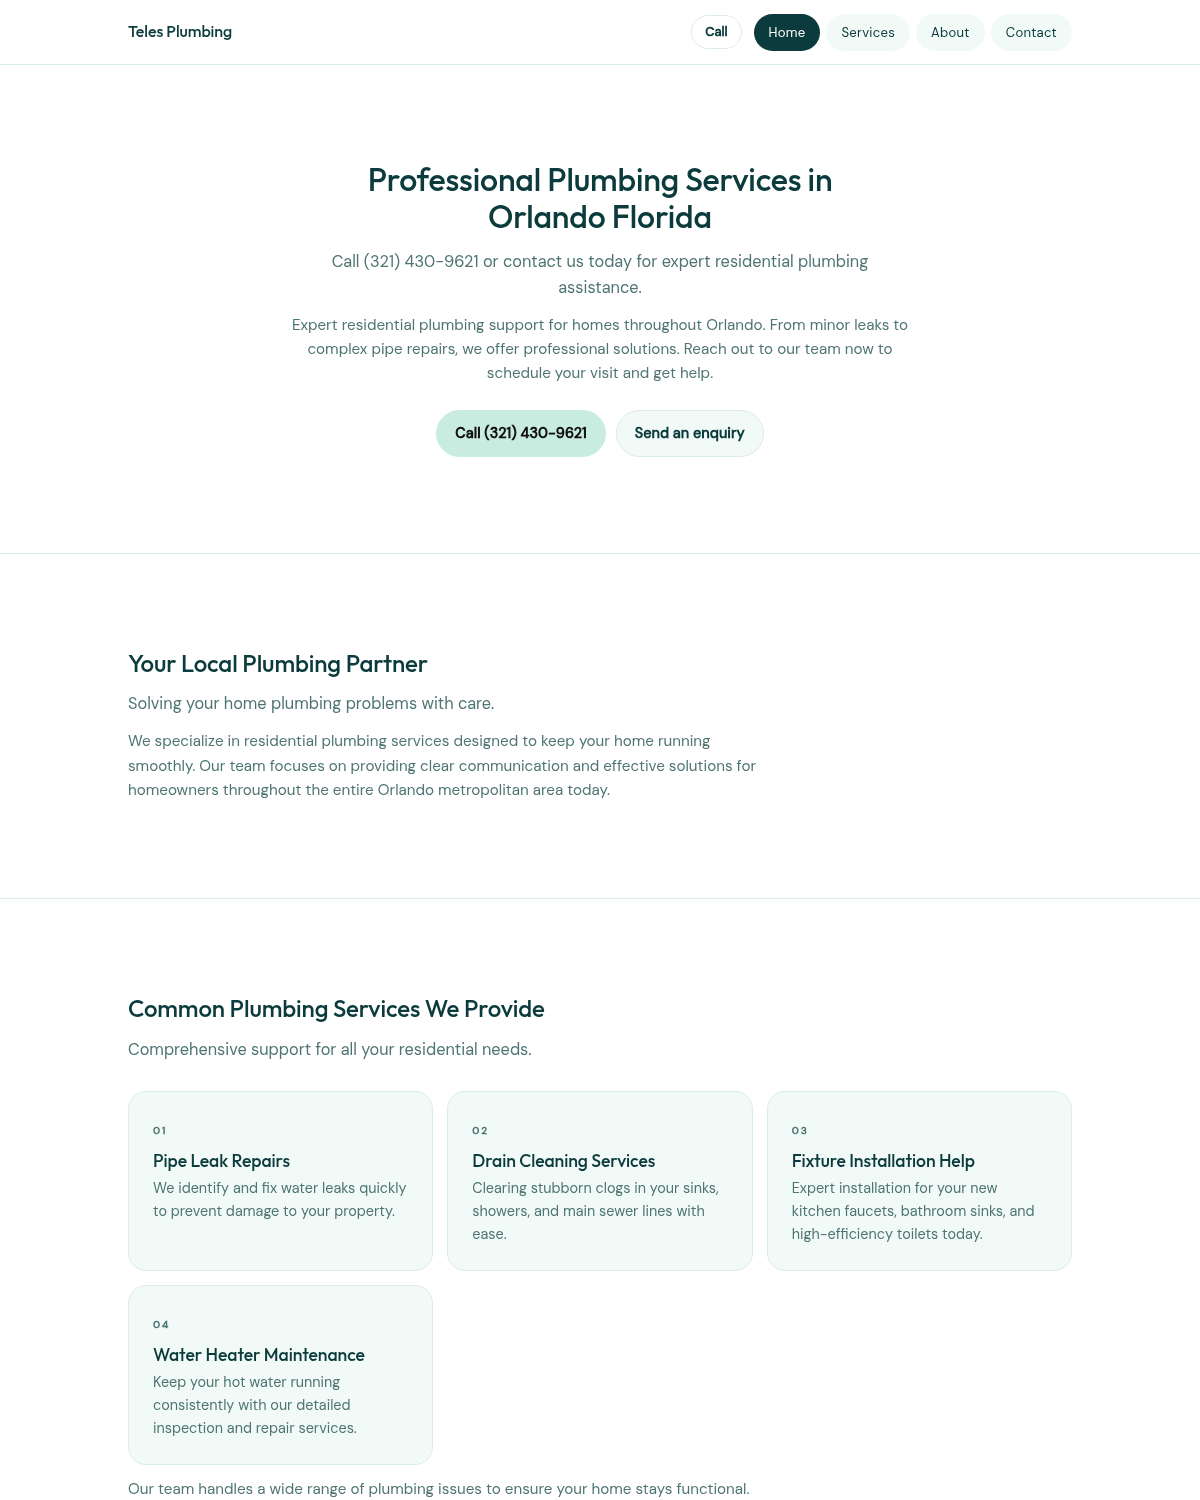 Teles Plumbing
Call
Home
Services
About
Contact
Professional Plumbing Services in
Orlando Florida
Call (321) 430-9621 or contact us today for expert residential plumbing
assistance.
Expert residential plumbing support for homes throughout Orlando. From minor leaks to
complex pipe repairs, we offer professional solutions. Reach out to our team now to
schedule your visit and get help.
Call (321) 430-9621
Send an enquiry
Your Local Plumbing Partner
Solving your home plumbing problems with care.
We specialize in residential plumbing services designed to keep your home running
smoothly. Our team focuses on providing clear communication and effective solutions for
homeowners throughout the entire Orlando metropolitan area today.
Common Plumbing Services We Provide
Comprehensive support for all your residential needs.
01
Pipe Leak Repairs
We identify and fix water leaks quickly
to prevent damage to your property.
02
Drain Cleaning Services
Clearing stubborn clogs in your sinks,
showers, and main sewer lines with
ease.
03
Fixture Installation Help
Expert installation for your new
kitchen faucets, bathroom sinks, and
high-efficiency toilets today.
04
Water Heater Maintenance
Keep your hot water running
consistently with our detailed
inspection and repair services.
Our team handles a wide range of plumbing issues to ensure your home stays functional.